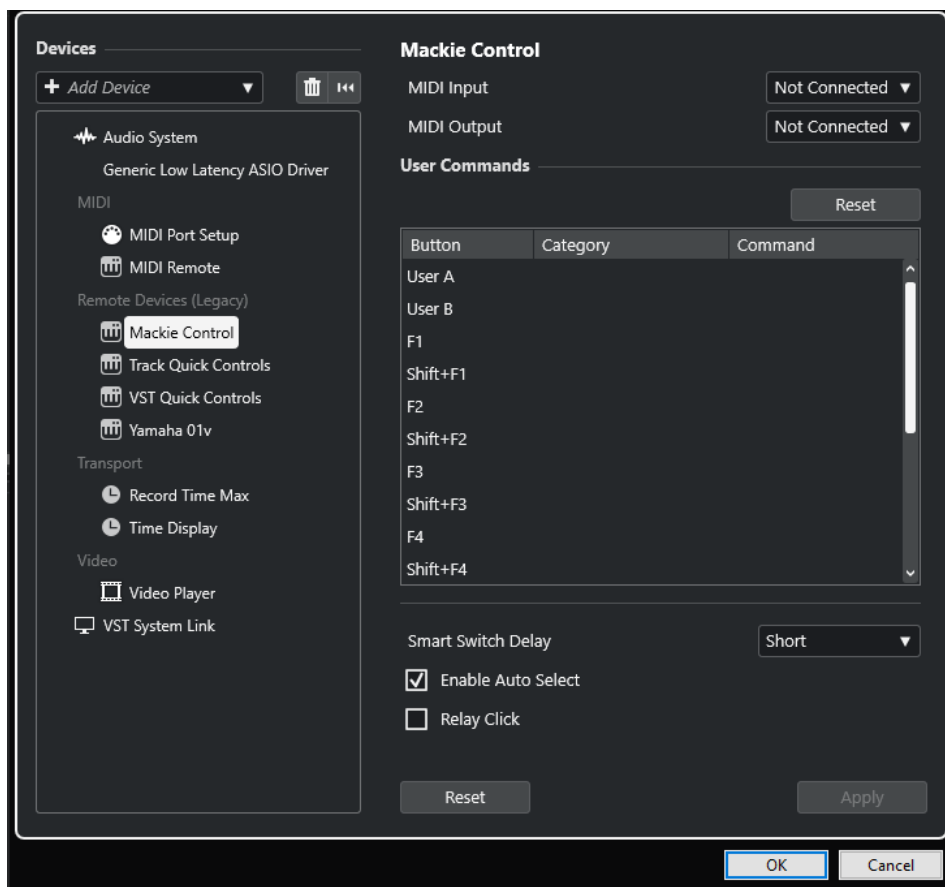 Devices
Add Device
Audio System
Generic Low Latency ASIO Driver
MIDI
MIDI Port Setup
MIDI Remote
Remote Devices (Legacy)
Mackie Control
Track Quick Controls
VST Quick Controls
Yamaha 01v
Transport
Record Time Max
Time Display
Video
Video Player
VST System Link
Mackie Control
MIDI Input Not Connected
MIDI Output Not Connected
User Commands
Reset
Button Category Command
User A
User B
F1
Shift+F1
F2
Shift+F2
F3
Shift+F3
F4
Shift+F4
Smart Switch Delay Short
Enable Auto Select
Relay Click
Reset Apply
OK Cancel